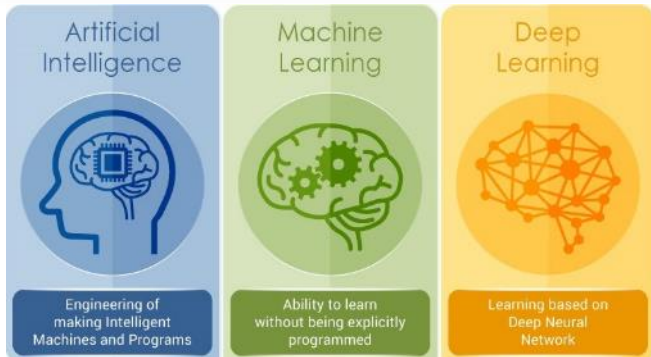 Artificial
Intelligence
Engineering of
making Intelligent
Machines and Programs
Machine
Learning
Ability to learn
without being explicitly
programmed
Deep
Learning
Learning based on
Deep Neural
Network